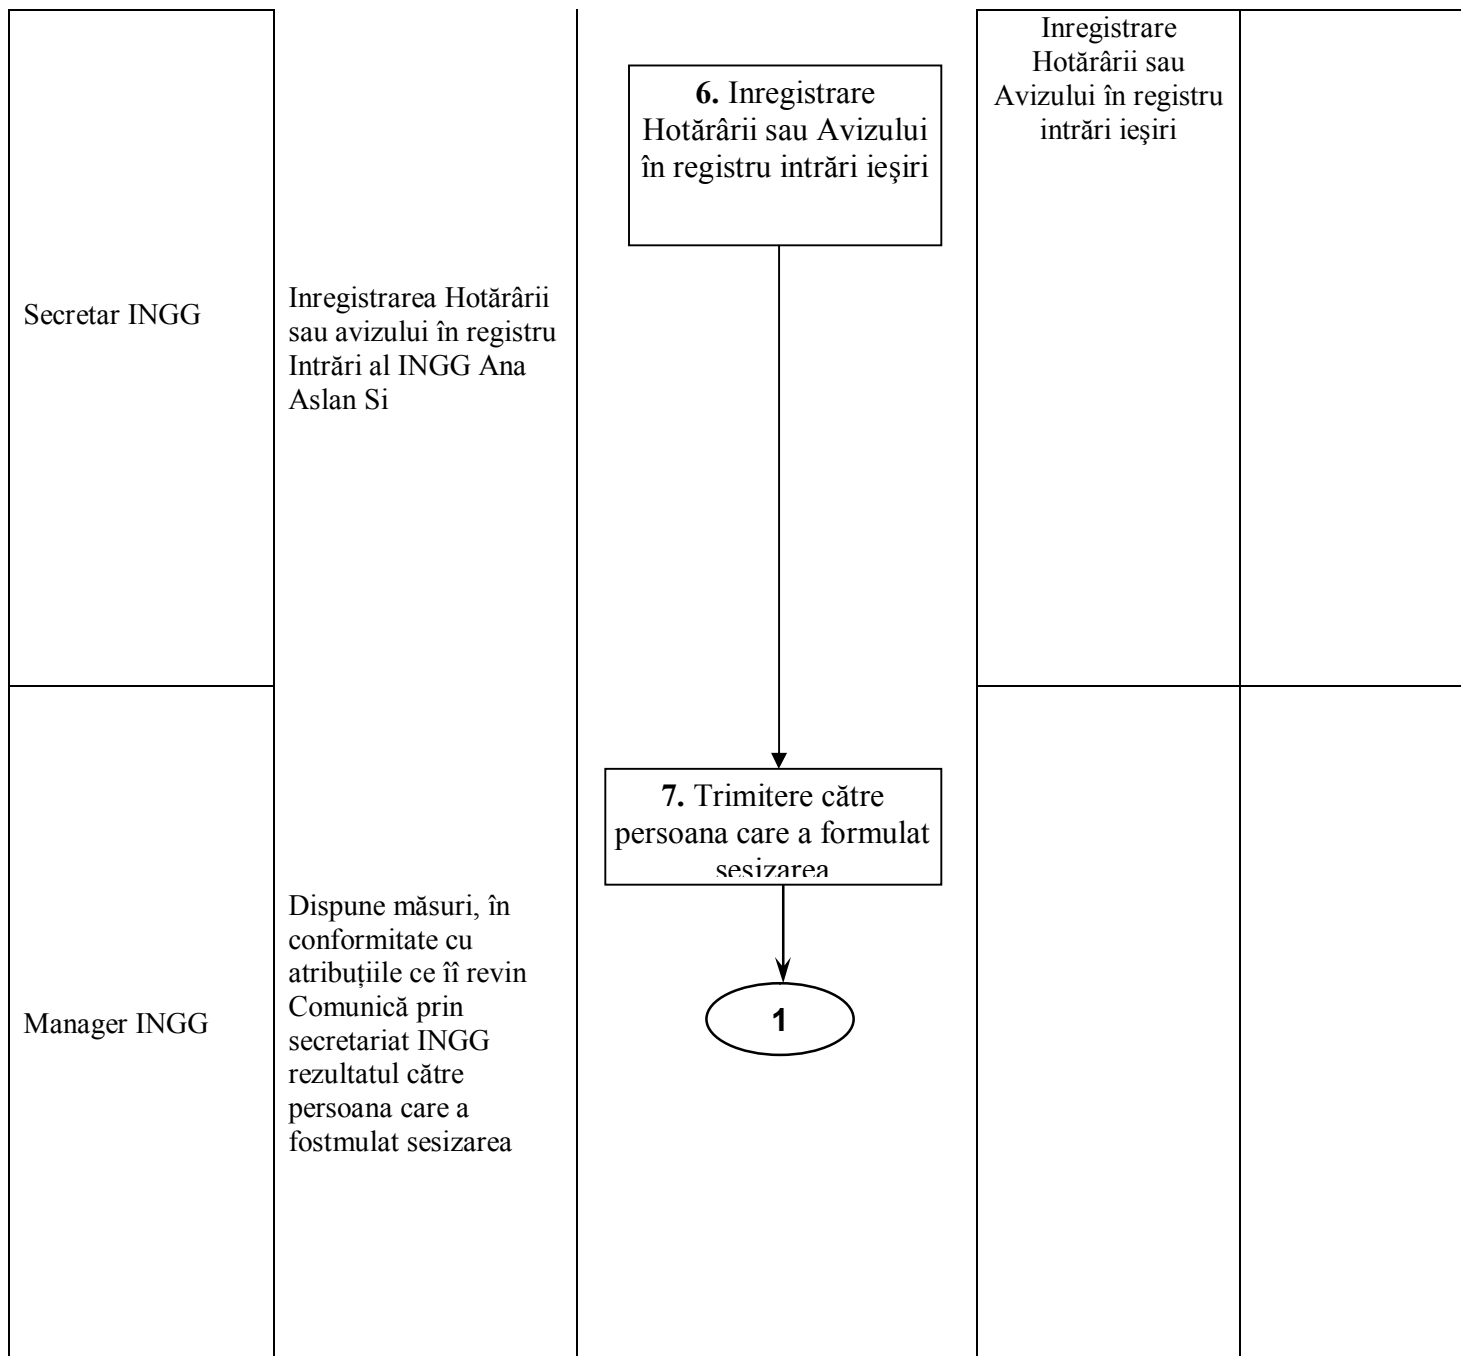 Secretar INGG
Inregistrarea Hotărârii
sau avizului în registru
Intrări al INGG Ana
Aslan Si
6. Inregistrare
Hotărârii sau Avizului
în registru intrări ieşiri
Inregistrare
Hotărârii sau
Avizului în registru
intrări ieşiri
Manager INGG
Dispune măsuri, în
conformitate cu
atribuțiile ce îî revin
Comunică prin
secretariat INGG
rezultatul către
persoana care a
fostmulat sesizarea
7. Trimitere către
persoana care a formulat
sesizarea
1